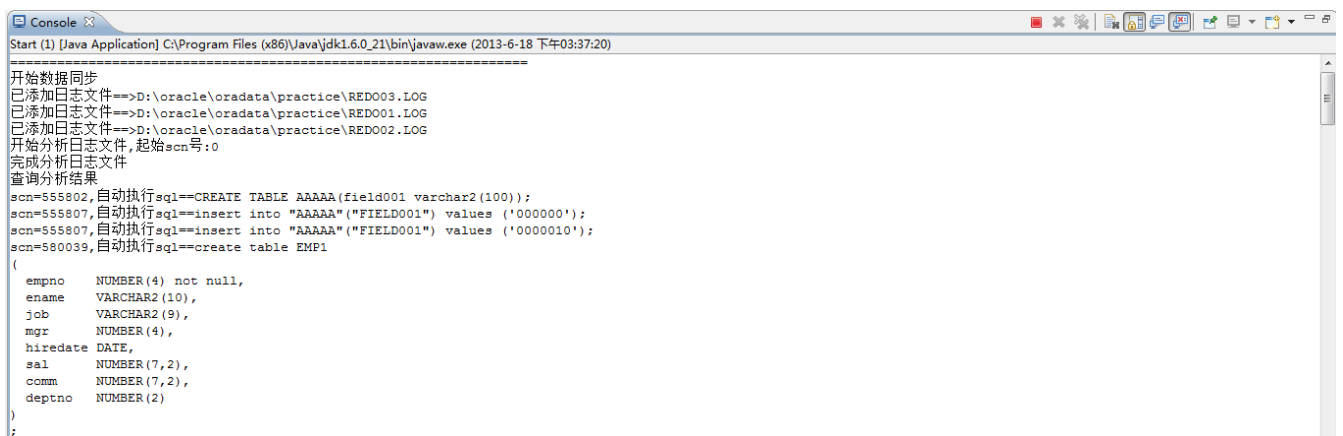 Console
Start (1) [Java Application] C:\Program Files (x86)\Java\jdk1.6.0_21\bin\javaw.exe (2013-6-18 下午03:37:20)
==================================================================
开始数据同步
已添加日志文件==>D:\oracle\oradata\practice\REDO03.LOG
已添加日志文件==>D:\oracle\oradata\practice\REDO01.LOG
已添加日志文件==>D:\oracle\oradata\practice\REDO02.LOG
开始分析日志文件,起始scn号:0
完成分析日志文件
查询分析结果
scn=555802,自动执行sql==CREATE TABLE AAAAA(field001 varchar2(100));
scn=555807,自动执行sql==insert into "AAAAA"("FIELD001") values ('000000');
scn=555807,自动执行sql==insert into "AAAAA"("FIELD001") values ('0000010');
scn=580039,自动执行sql==create table EMP1
(
  empno    NUMBER(4) not null,
  ename    VARCHAR2(10),
  job      VARCHAR2(9),
  mgr      NUMBER(4),
  hiredate DATE,
  sal      NUMBER(7,2),
  comm     NUMBER(7,2),
  deptno   NUMBER(2)
)
;